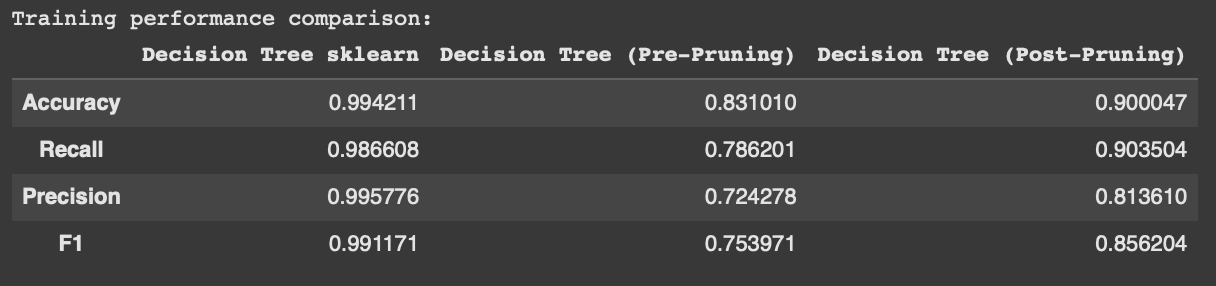 Training performance comparison:
Decision Tree sklearn Decision Tree (Pre-Pruning) Decision Tree (Post-Pruning)
Accuracy 0.994211 0.831010 0.900047
Recall 0.986608 0.786201 0.903504
Precision 0.995776 0.724278 0.813610
F1 0.991171 0.753971 0.856204